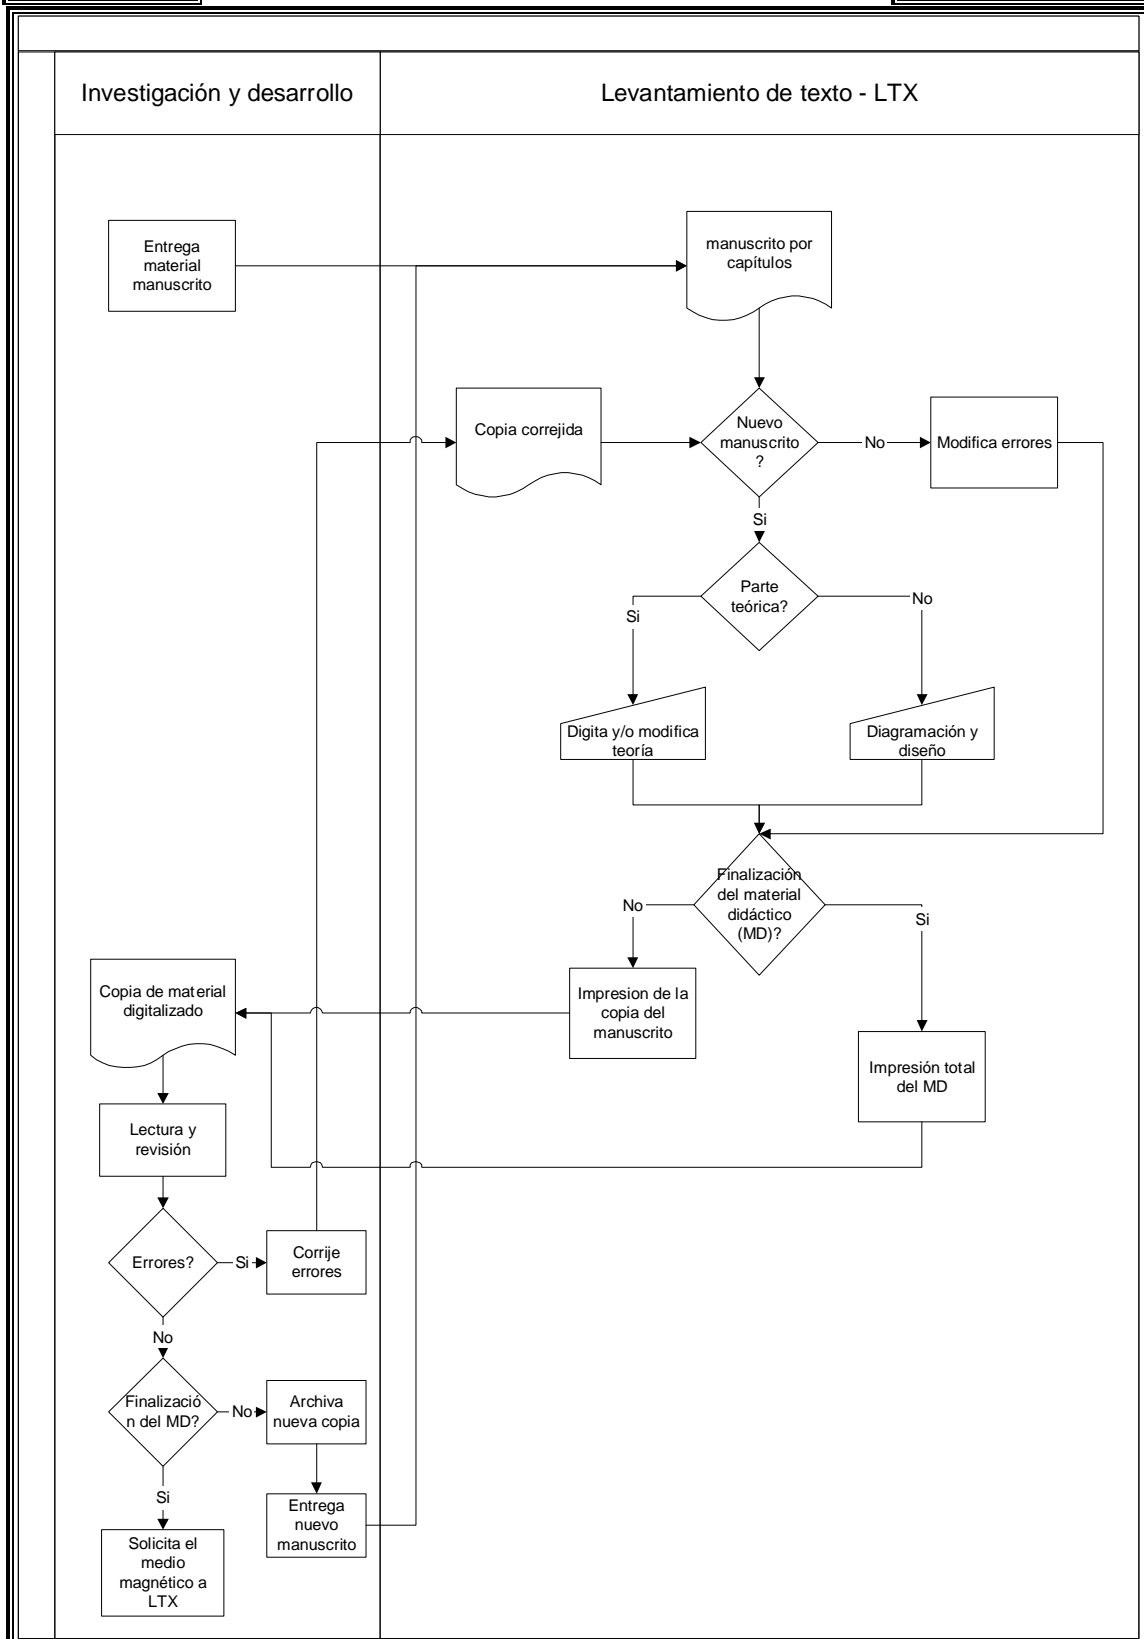 Investigación y desarrollo
Levantamiento de texto - LTX
Entrega
material
manuscrito
manuscrito por
capítulos
Copia correjida
Nuevo
manuscrito
?
No
Modifica errores
Si
Parte
teórica?
Si
No
Digita y/o modifica
teoría
Diagramación y
diseño
Finalización
del material
didáctico
(MD)?
No
Si
Copia de material
digitalizado
Impresion de la
copia del
manuscrito
Impresión total
del MD
Lectura y
revisión
Errores?
Si
Corrije
errores
No
Finalizació
n del MD?
No
Archiva
nueva copia
Si
Entrega
nuevo
manuscrito
Solicita el
medio
magnético a
LTX